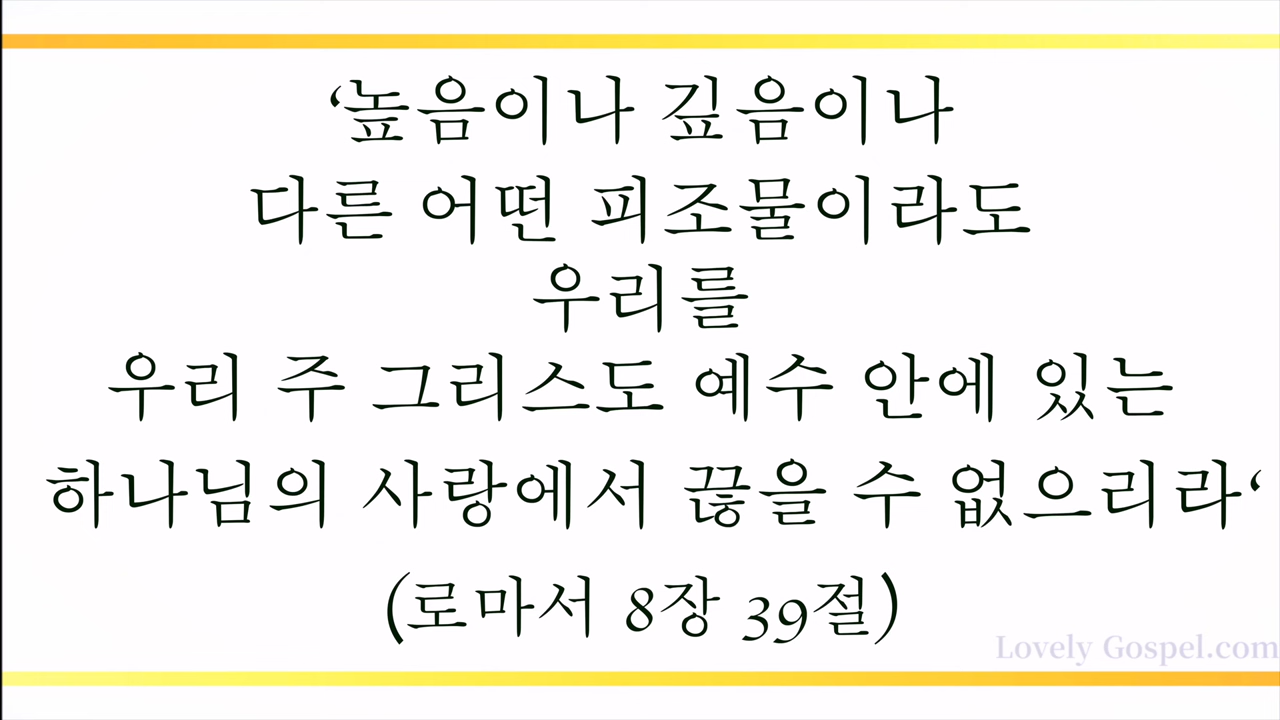 ‘높음이나 깊음이나
다른 어떤 피조물이라도
우리를
우리 주 그리스도 예수 안에 있는
하나님의 사랑에서 끊을 수 없으리라‘
(로마서 8장 39절)
Lovely Gospel.com